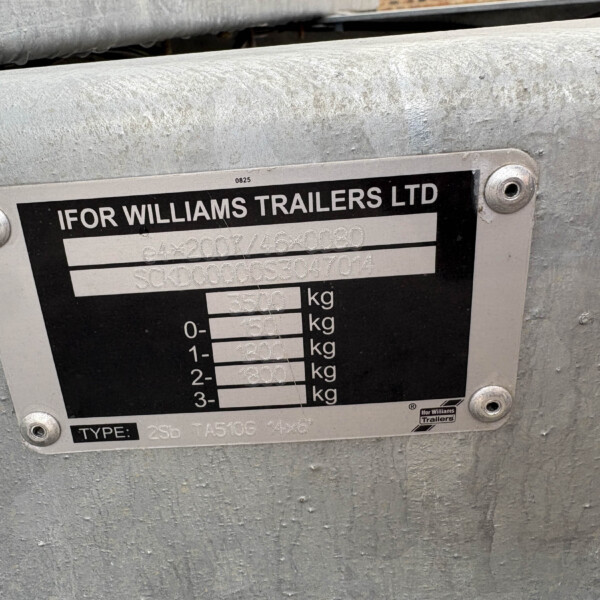 0825
IFOR WILLIAMS TRAILERS LTD
e4*2007/46*0080
SCKD00000S3047014
3500 kg
0- 150 kg
1- 1800 kg
2- 1800 kg
3- kg
® Ifor Williams
Trailers
TYPE: 2Sb TA510G 14x6'